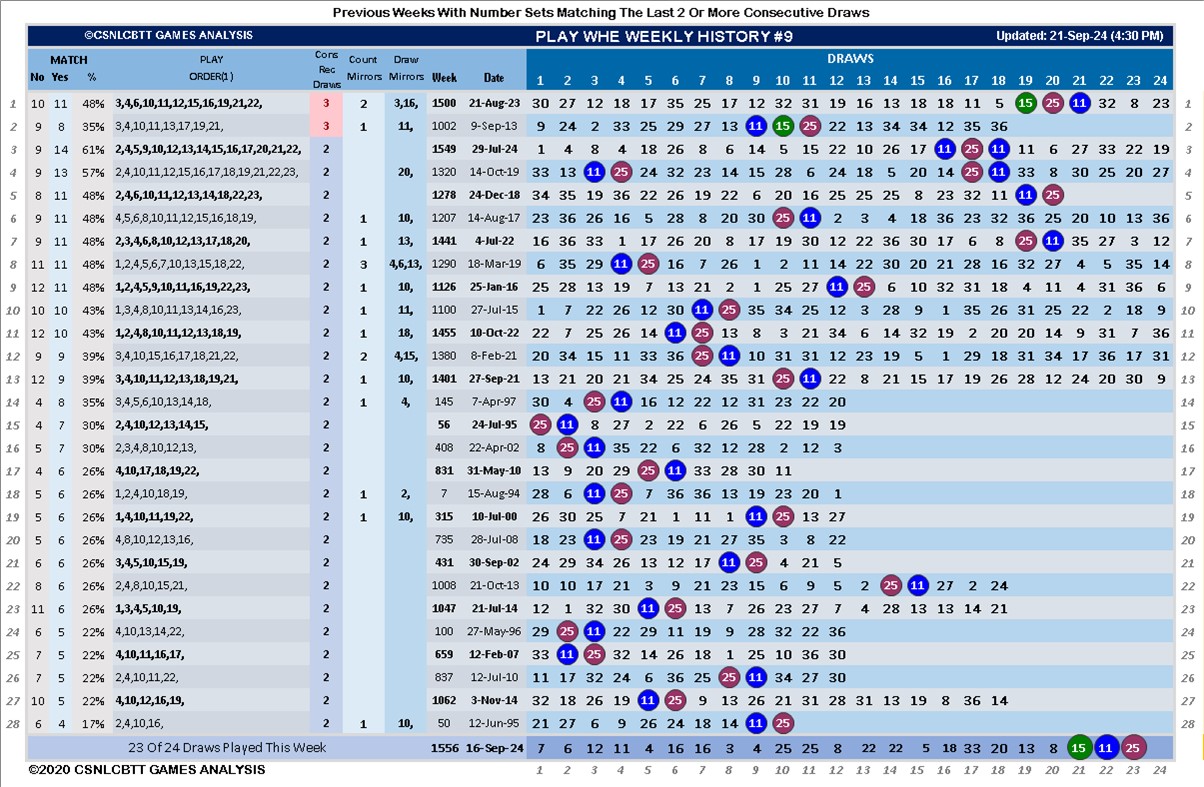 Previous Weeks With Number Sets Matching The Last 2 Or More Consecutive Draws
©CSNLCBTT GAMES ANALYSIS PLAY WHE WEEKLY HISTORY #9 Updated: 21-Sep-24 (4:30 PM)
MATCH PLAY Cons Count Draw DRAWS
No Yes % ORDER(1) Rec Draws Mirrors Mirrors Week Date 1 2 3 4 5 6 7 8 9 10 11 12 13 14 15 16 17 18 19 20 21 22 23 24
1 10 11 48% 3,4,6,10,11,12,15,16,19,21,22, 3 2 3,16, 1500 21-Aug-23 30 27 12 18 17 35 25 17 12 32 31 19 16 13 18 18 11 5 15 20 11 32 8 23 1
2 9 8 35% 3,4,10,11,13,17,19,21, 3 1 11, 1002 9-Sep-13 9 24 2 33 25 29 27 13 11 15 25 22 13 34 34 12 35 36 2
3 9 14 61% 2,4,5,9,10,12,13,14,15,16,17,20,21,22, 2 1549 29-Jul-24 1 4 8 4 18 26 8 6 14 5 15 22 10 26 17 11 25 11 11 6 27 33 22 19 3
4 9 13 57% 2,4,10,11,12,15,16,17,18,19,21,22,23, 2 20, 1320 14-Oct-19 33 13 11 25 24 32 23 14 15 28 6 24 18 5 20 14 25 11 33 8 30 25 20 27 4
5 8 11 48% 2,4,6,10,11,12,13,14,18,22,23, 2 1278 24-Dec-18 34 35 19 36 22 26 19 22 6 20 16 25 25 25 8 23 32 11 11 25 5
6 9 11 48% 4,5,6,8,10,11,12,15,16,18,19, 2 1 10, 1207 14-Aug-17 23 36 26 16 5 28 8 20 30 25 11 2 3 4 18 36 23 32 36 25 20 10 13 36 6
7 9 11 48% 2,3,4,6,8,10,12,13,17,18,20, 2 1 13, 1441 4-Jul-22 16 36 33 1 17 26 20 8 17 19 30 12 22 36 30 17 6 8 25 11 35 27 3 12 7
8 11 11 48% 1,2,4,5,6,7,10,13,15,18,22, 2 3 4,6,13, 1290 18-Mar-19 6 35 29 11 25 16 7 26 1 2 11 14 22 30 20 21 28 16 32 27 4 5 35 14 8
9 12 11 48% 1,2,4,5,9,10,11,16,19,22,23, 2 1 10, 1126 25-Jan-16 25 28 13 19 7 13 21 2 1 25 27 11 25 6 10 32 31 18 4 11 4 31 36 6 9
10 10 10 43% 1,3,4,8,10,11,13,14,16,23, 2 1 11, 1100 27-Jul-15 1 7 22 26 12 30 11 25 35 34 25 12 3 28 9 1 35 26 31 25 22 2 18 9 10
11 12 10 43% 1,2,4,8,10,11,12,13,18,19, 2 1 18, 1455 10-Oct-22 22 7 25 26 14 11 25 13 8 3 21 34 6 14 32 19 2 20 20 14 9 31 7 36 11
12 9 9 39% 3,4,10,15,16,17,18,21,22, 2 2 4,15, 1380 8-Feb-21 20 34 15 11 33 36 25 11 10 31 31 12 23 19 5 1 29 18 31 34 17 36 17 31 12
13 12 9 39% 3,4,10,11,12,13,18,19,21, 2 1 10, 1401 27-Sep-21 13 21 20 21 34 25 24 35 31 25 11 22 8 21 15 17 19 26 28 12 24 20 30 9 13
14 4 8 35% 3,4,5,6,10,13,14,18, 2 1 4, 145 7-Apr-97 30 4 25 11 16 12 22 12 31 23 22 20 14
15 4 7 30% 2,4,10,12,13,14,15, 2 56 24-Jul-95 25 11 8 27 2 22 6 26 5 22 19 19 15
16 5 7 30% 2,3,4,8,10,12,13, 2 408 22-Apr-02 8 25 11 35 22 6 32 12 28 2 12 3 16
17 4 6 26% 4,10,17,18,19,22, 2 831 31-May-10 13 9 20 29 25 11 33 28 30 11 17
18 5 6 26% 1,2,4,10,18,19, 2 1 2, 7 15-Aug-94 28 6 11 25 7 36 36 13 19 23 20 1 18
19 5 6 26% 1,4,10,11,19,22, 2 1 10, 315 10-Jul-00 26 30 25 7 21 1 11 1 11 25 13 27 19
20 5 6 26% 4,8,10,12,13,16, 2 735 28-Jul-08 18 23 11 25 23 19 21 27 35 3 8 22 20
21 6 6 26% 3,4,5,10,15,19, 2 431 30-Sep-02 24 29 34 26 13 12 17 11 25 4 21 5 21
22 8 6 26% 2,4,8,10,15,21, 2 1008 21-Oct-13 10 10 17 21 3 9 21 23 15 6 9 5 2 25 11 27 2 24 22
23 11 6 26% 1,3,4,5,10,19, 2 1047 21-Jul-14 12 1 32 30 11 25 13 7 26 23 27 7 4 28 13 13 14 21 23
24 6 5 22% 4,10,13,14,22, 2 100 27-May-96 29 25 11 22 29 11 19 9 28 32 22 36 24
25 7 5 22% 4,10,11,16,17, 2 659 12-Feb-07 33 11 25 32 14 26 18 1 25 10 36 30 25
26 7 5 22% 2,4,10,11,22, 2 837 12-Jul-10 11 17 32 24 6 36 25 25 11 34 27 30 26
27 10 5 22% 4,10,12,16,19, 2 1062 3-Nov-14 32 18 26 19 11 25 9 13 26 21 31 28 31 13 19 8 36 14 27
28 6 4 17% 2,4,10,16, 2 1 10, 50 12-Jun-95 21 27 6 9 26 24 18 14 11 25 28
23 Of 24 Draws Played This Week 1556 16-Sep-24 7 6 12 11 4 16 16 3 4 25 25 8 22 22 5 18 33 20 13 8 15 11 25
©2020 CSNLCBTT GAMES ANALYSIS 1 2 3 4 5 6 7 8 9 10 11 12 13 14 15 16 17 18 19 20 21 22 23 24